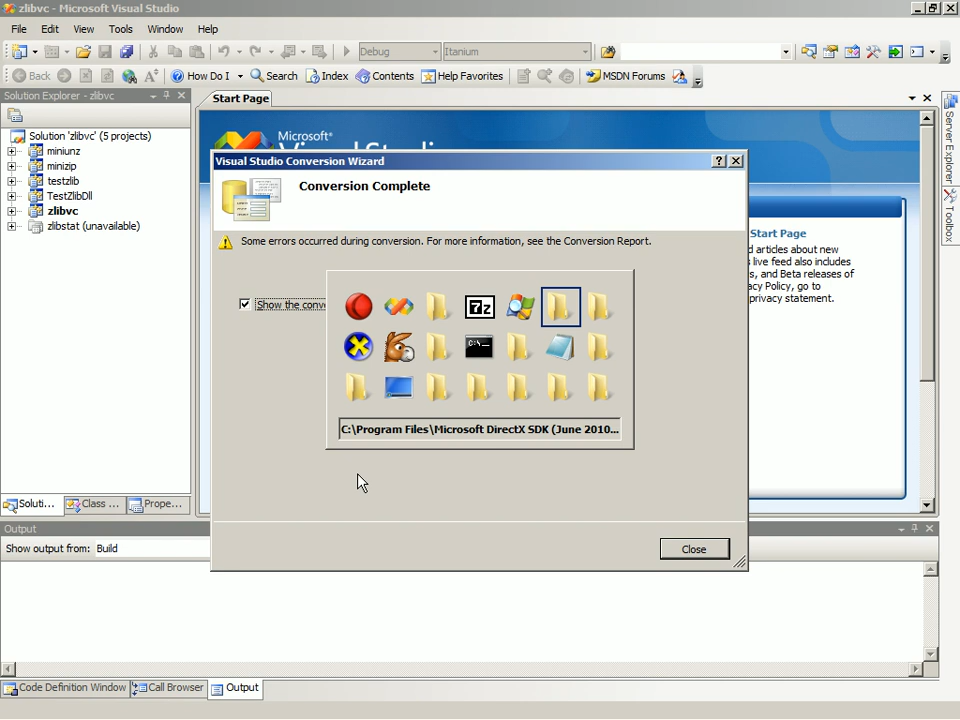 zlibvc - Microsoft Visual Studio
File Edit View Tools Window Help
Debug Itanium
Back How Do I Search Index Contents Help Favorites MSDN Forums
Solution Explorer - zlibvc
Solution 'zlibvc' (5 projects)
miniunz
minizip
testzlib
TestZlibDll
zlibvc
zlibstat (unavailable)
Soluti... Class ... Prope...
Start Page
Microsoft®
Start Page
d articles about new
s live feed also includes
s, and Beta releases of
acy Policy, go to
privacy statement.
Server Explorer
Toolbox
Visual Studio Conversion Wizard
Conversion Complete
Some errors occurred during conversion. For more information, see the Conversion Report.
Show the conve
7z
C:\
C:\Program Files\Microsoft DirectX SDK (June 2010...
Close
Output
Show output from: Build
Code Definition Window Call Browser Output